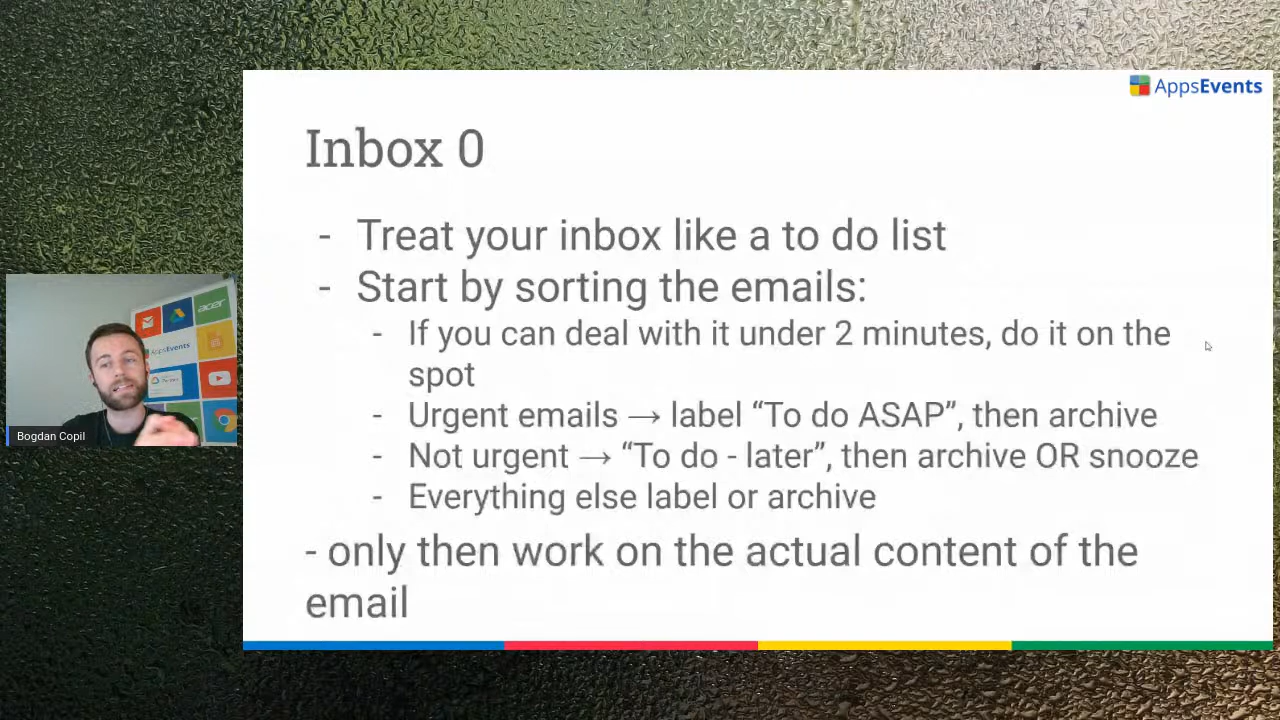 AppsEvents
Inbox 0
- Treat your inbox like a to do list
- Start by sorting the emails:
- If you can deal with it under 2 minutes, do it on the
spot
- Urgent emails → label “To do ASAP”, then archive
- Not urgent → “To do - later”, then archive OR snooze
- Everything else label or archive
- only then work on the actual content of the
email
acer
AppsEvents
Bogdan Copil